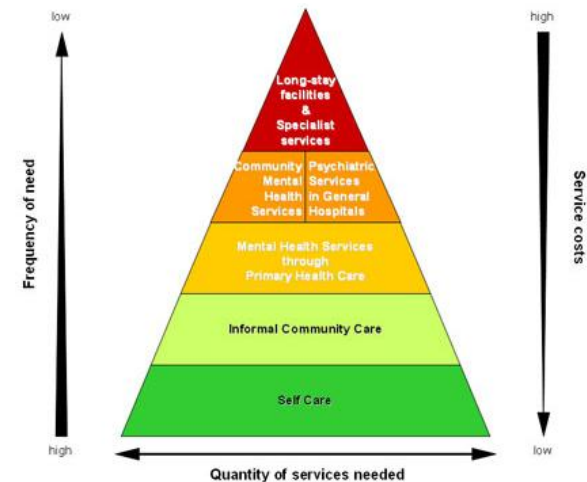 low
high
Long-stay
facilities
&
Specialist
services
Community
Mental
Health
Services
Psychiatric
Services
in General
Hospitals
Mental Health Services
through
Primary Health Care
Informal Community Care
Self Care
Frequency of need
Service costs
high
low
Quantity of services needed